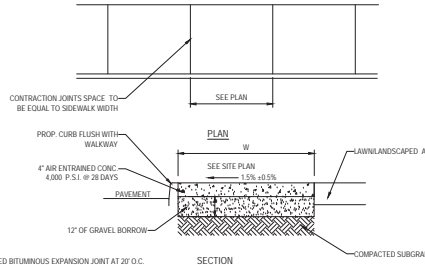 CONTRACTION JOINTS SPACE TO
BE EQUAL TO SIDEWALK WIDTH
SEE PLAN
PLAN
PROP. CURB FLUSH WITH
WALKWAY
W
SEE SITE PLAN
1.5% ±0.5%
LAWN/LANDSCAPED A
4" AIR ENTRAINED CONC.
4,000 P.S.I. @ 28 DAYS
PAVEMENT
12" OF GRAVEL BORROW
COMPACTED SUBGRA
ED BITUMINOUS EXPANSION JOINT AT 20' O.C.
SECTION